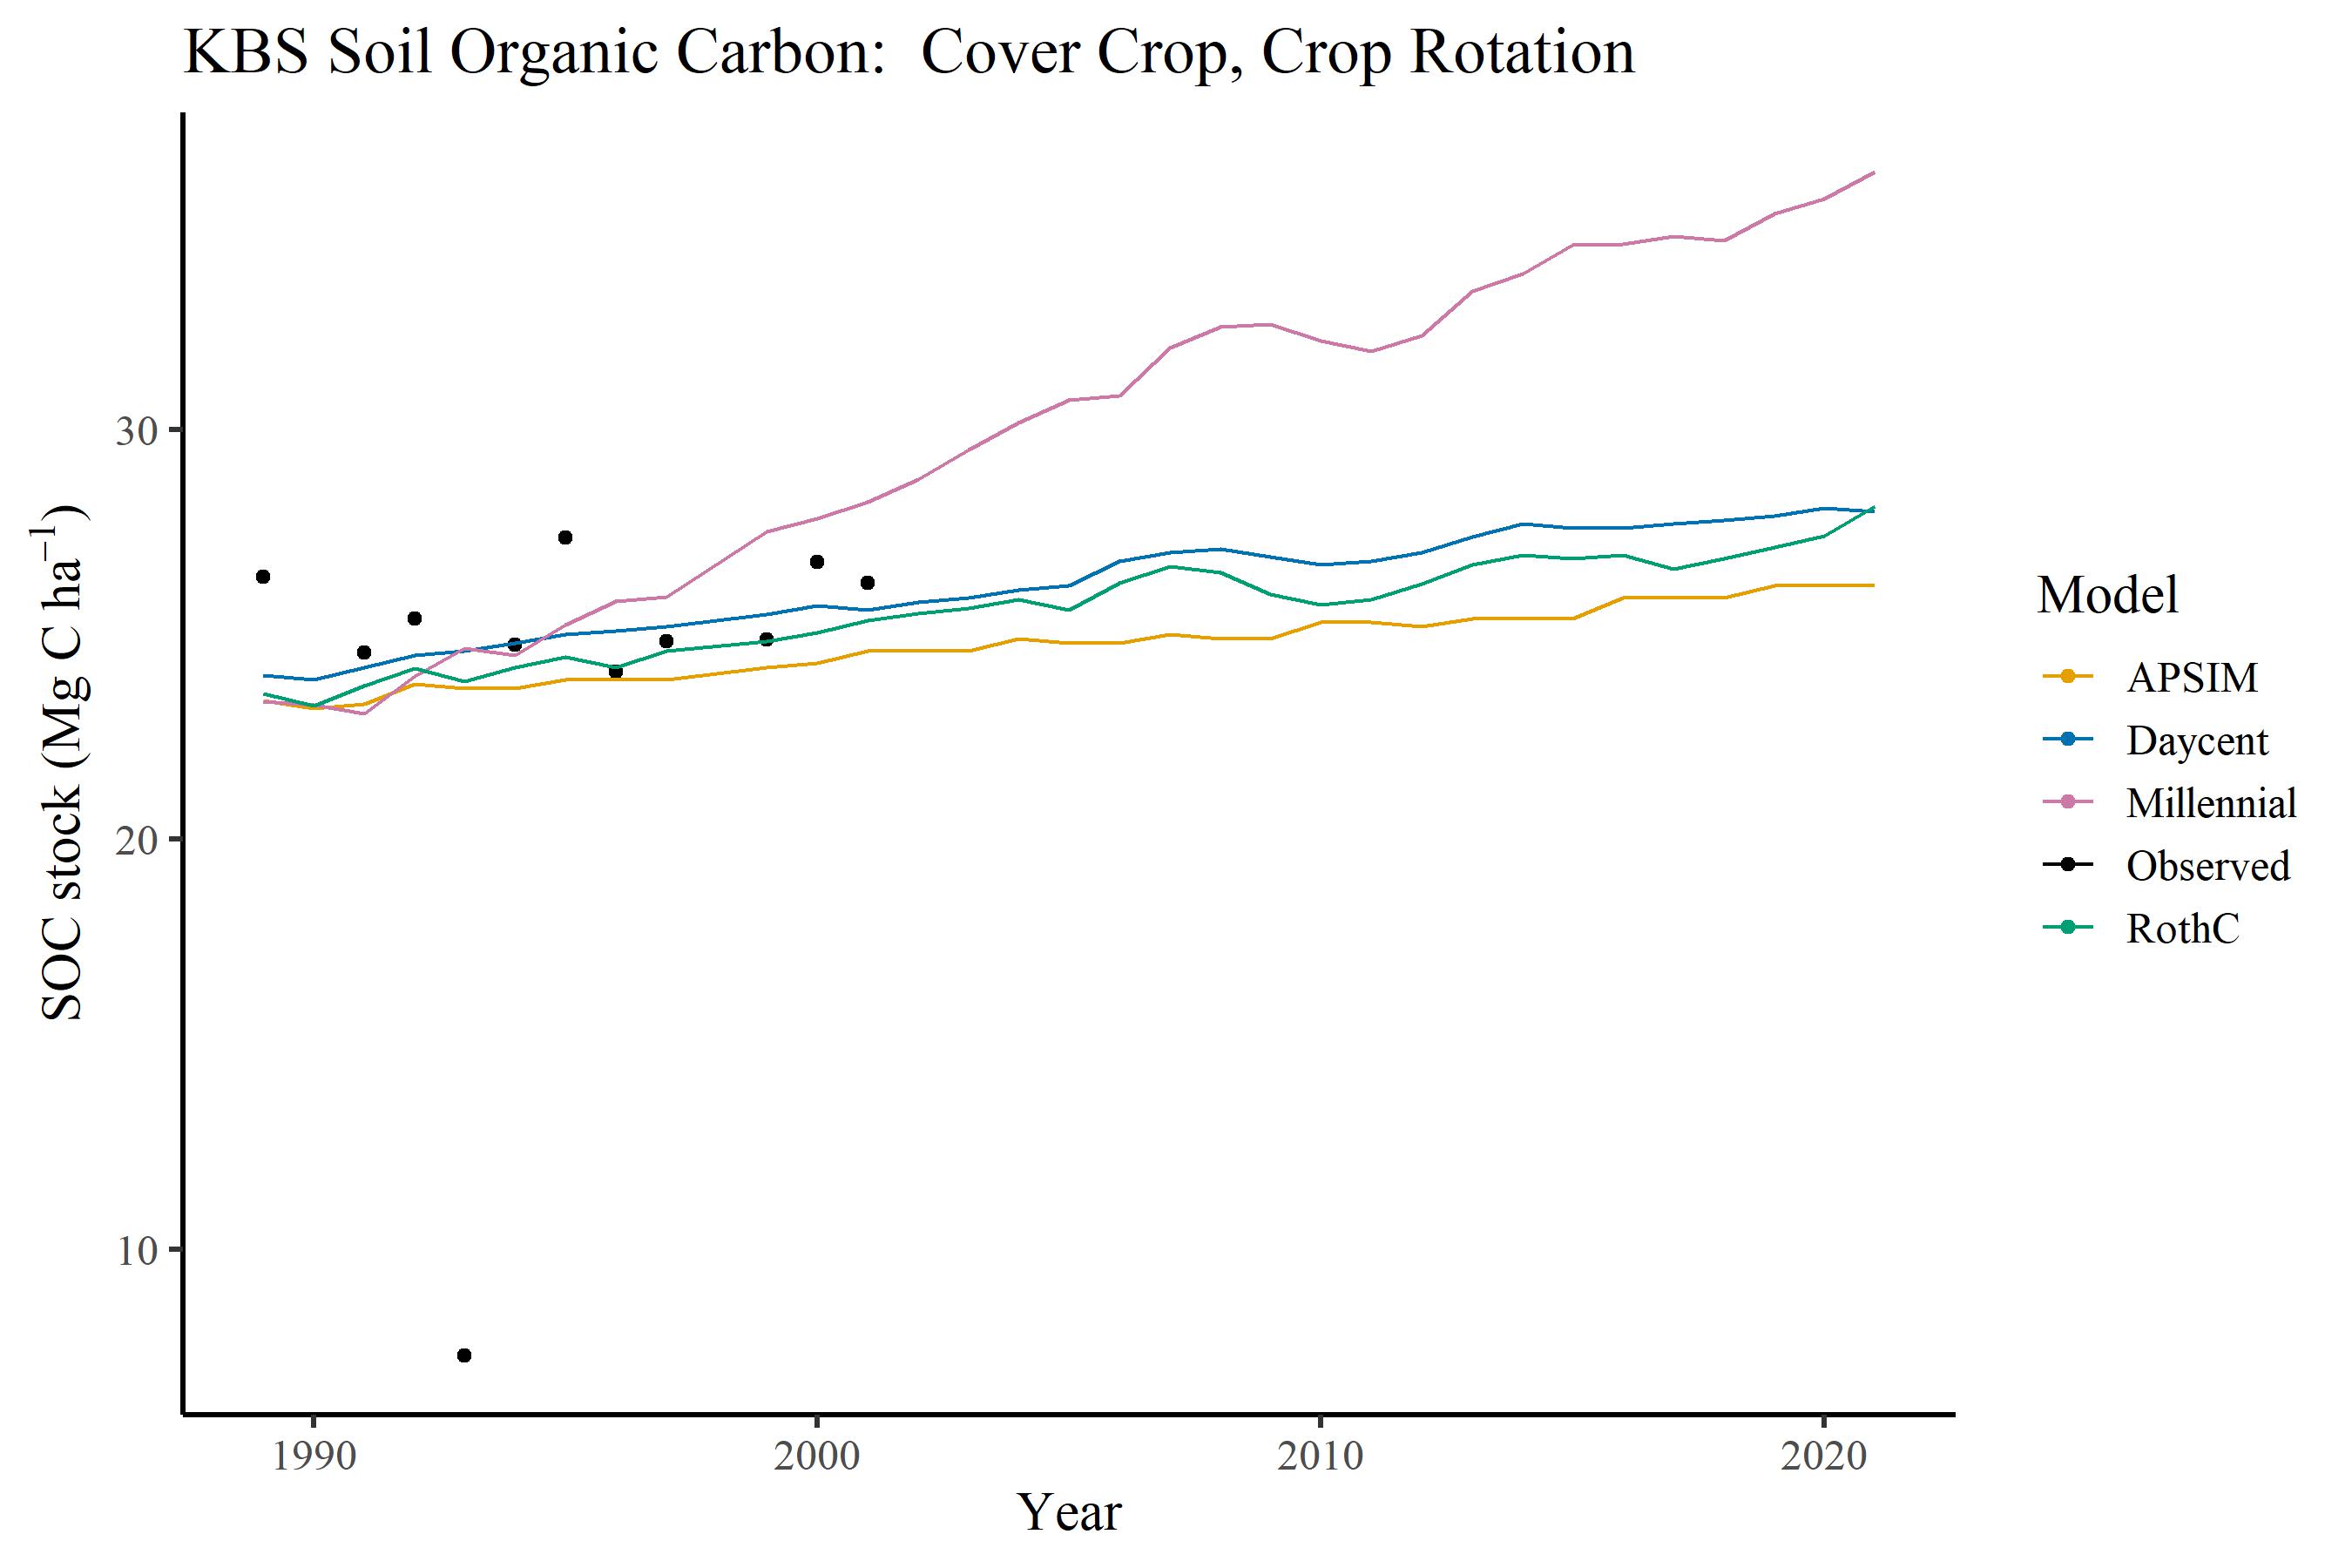 KBS Soil Organic Carbon:  Cover Crop, Crop Rotation
SOC stock (Mg C ha⁻¹)
30
20
10
1990 2000 2010 2020
Year
Model
APSIM
Daycent
Millennial
Observed
RothC